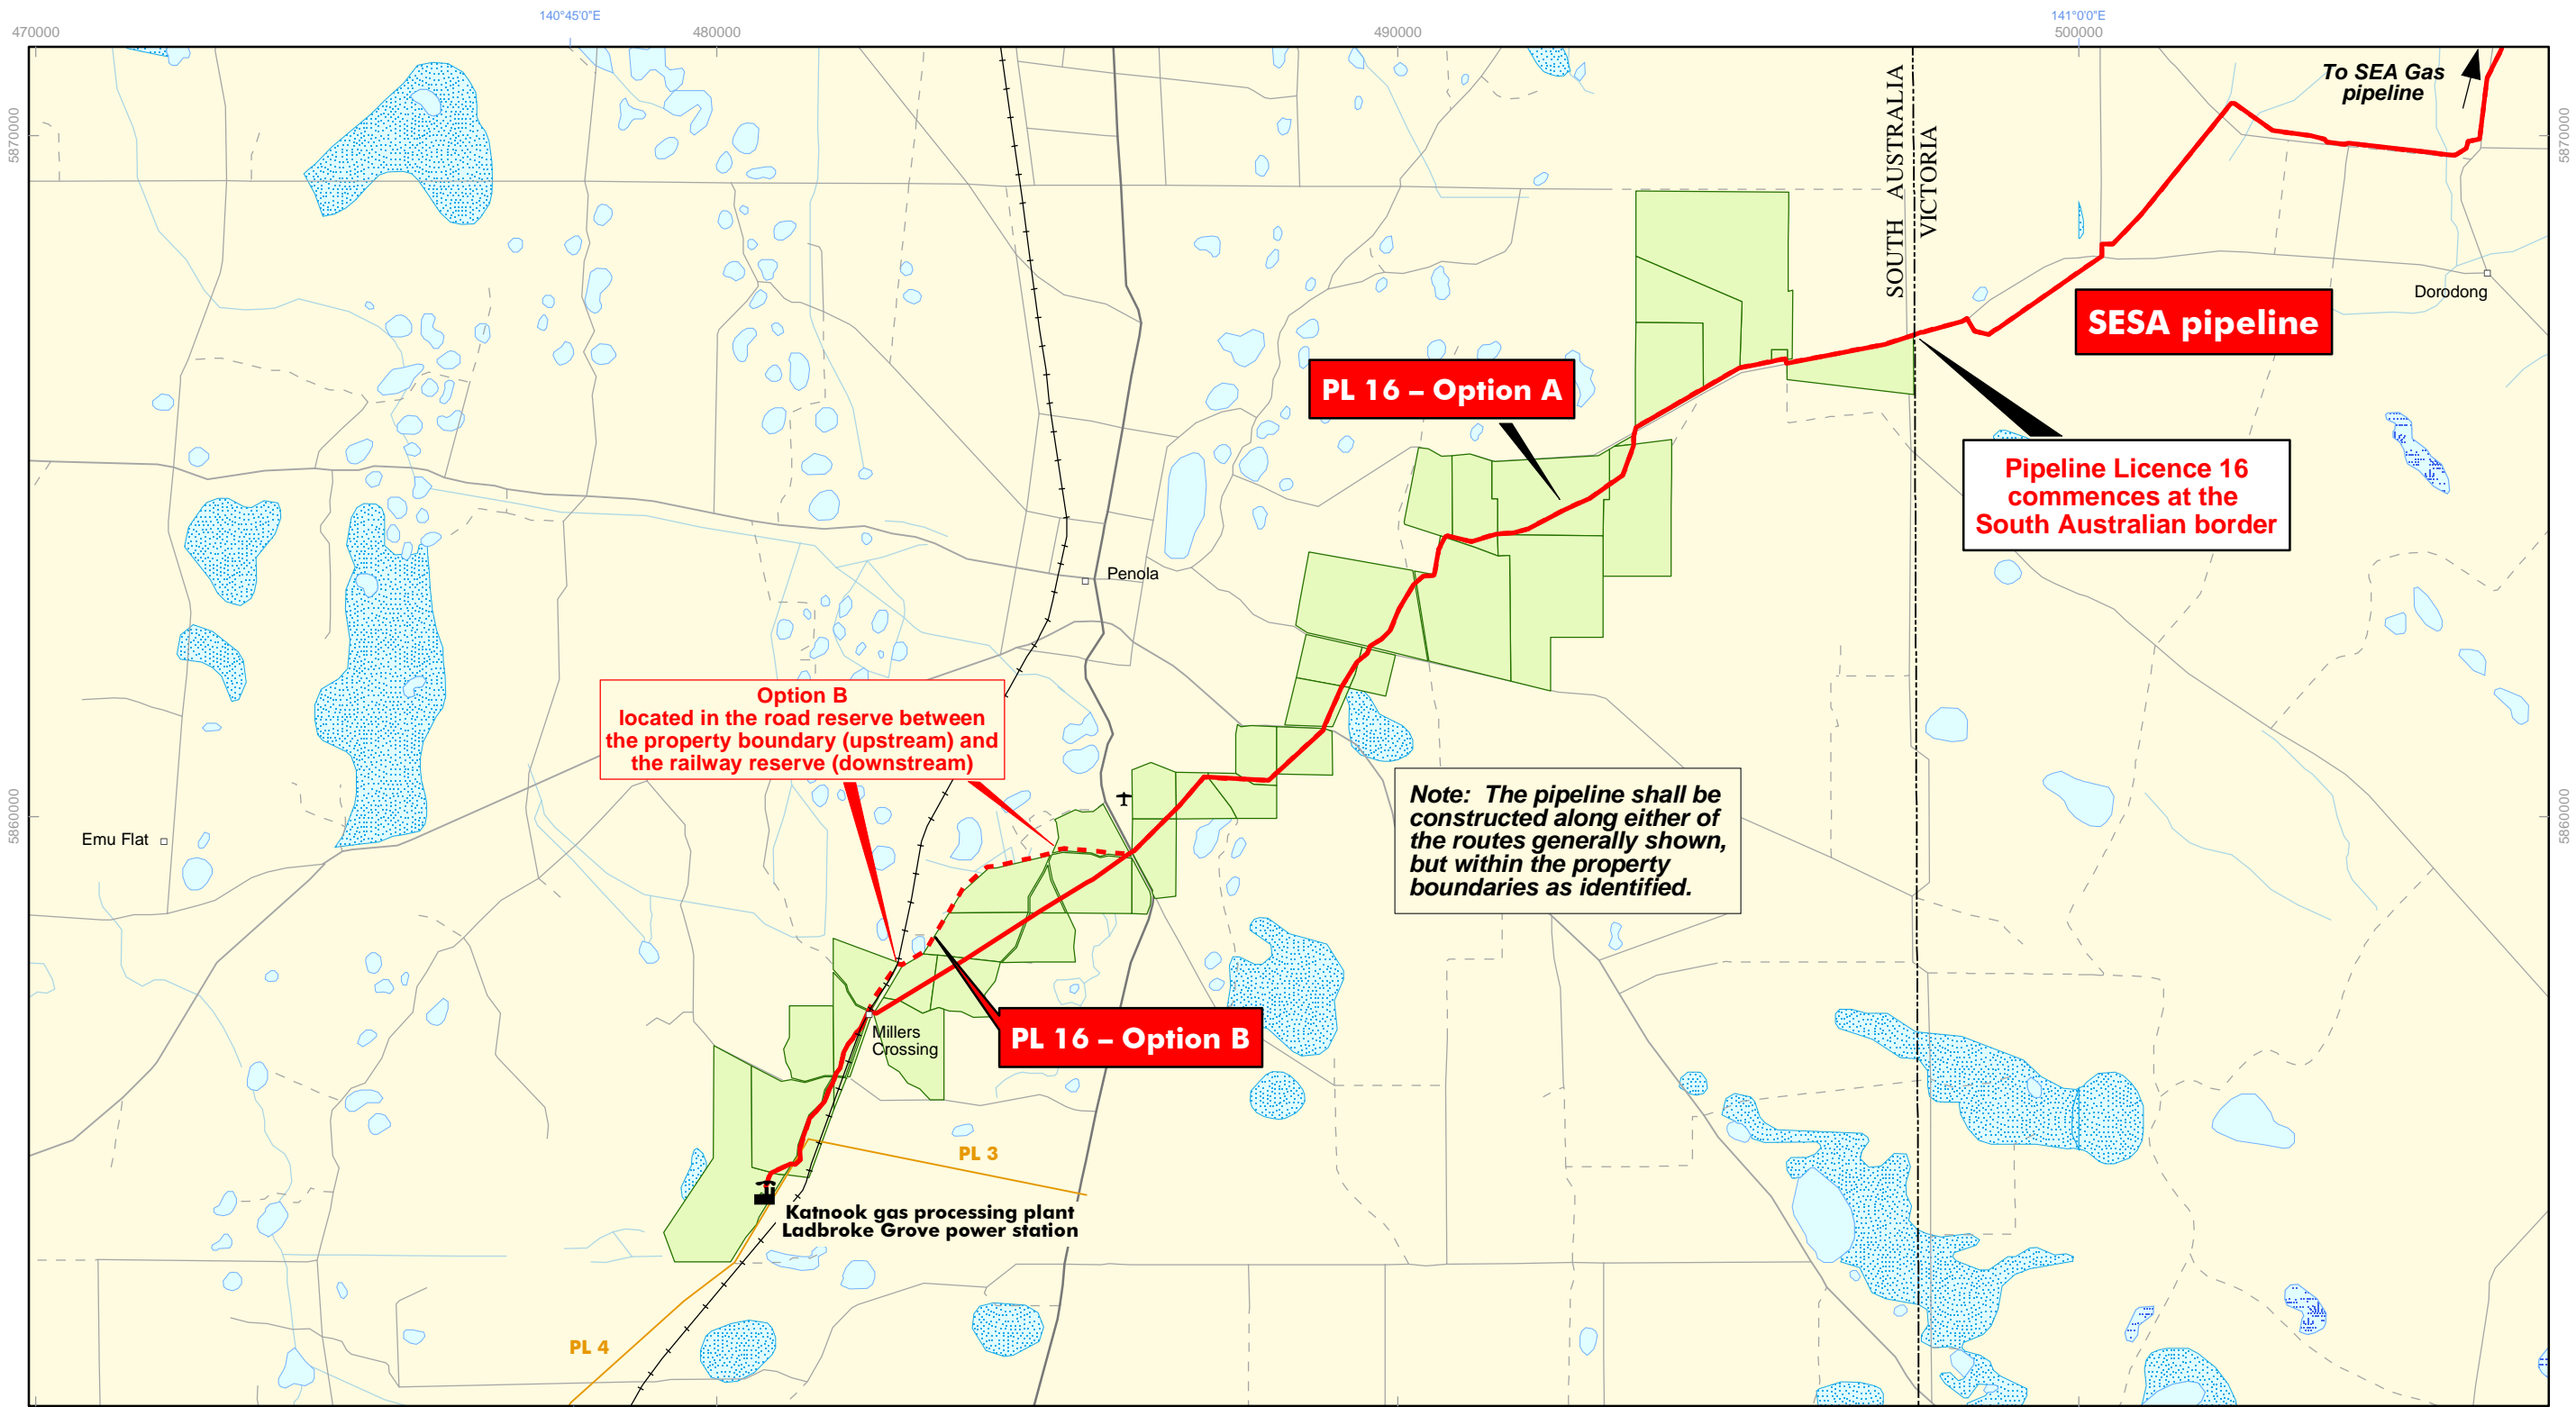 140°45'0"E
141°0'0"E
470000
480000
490000
500000
To SEA Gas
pipeline
SOUTH AUSTRALIA
VICTORIA
5870000
5870000
Dorodong
SESA pipeline
PL 16 – Option A
Pipeline Licence 16
commences at the
South Australian border
Penola
Option B
located in the road reserve between
the property boundary (upstream) and
the railway reserve (downstream)
Note: The pipeline shall be
constructed along either of
the routes generally shown,
but within the property
boundaries as identified.
5860000
5860000
Emu Flat
Millers
Crossing
PL 16 – Option B
PL 3
Katnook gas processing plant
Ladbroke Grove power station
PL 4